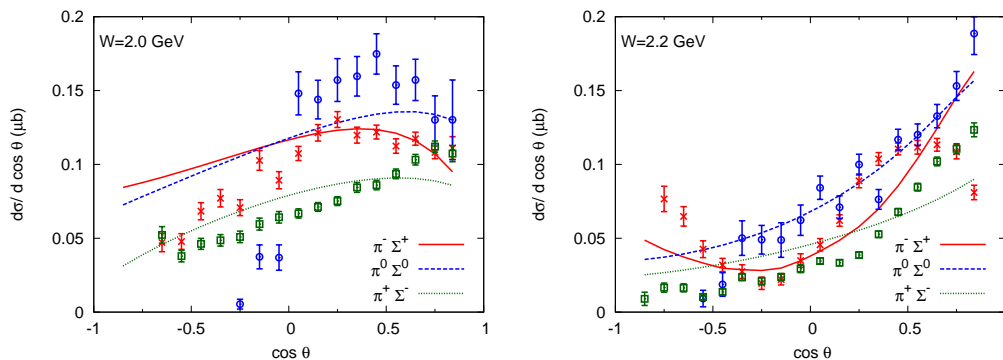 W=2.0 GeV
dσ/ d cos θ (μb)
0.2
0.15
0.1
0.05
0
π⁻ Σ⁺
π⁰ Σ⁰
π⁺ Σ⁻
-1 -0.5 0 0.5 1
cos θ
W=2.2 GeV
dσ/ d cos θ (μb)
0.2
0.15
0.1
0.05
0
π⁻ Σ⁺
π⁰ Σ⁰
π⁺ Σ⁻
-1 -0.5 0 0.5 1
cos θ